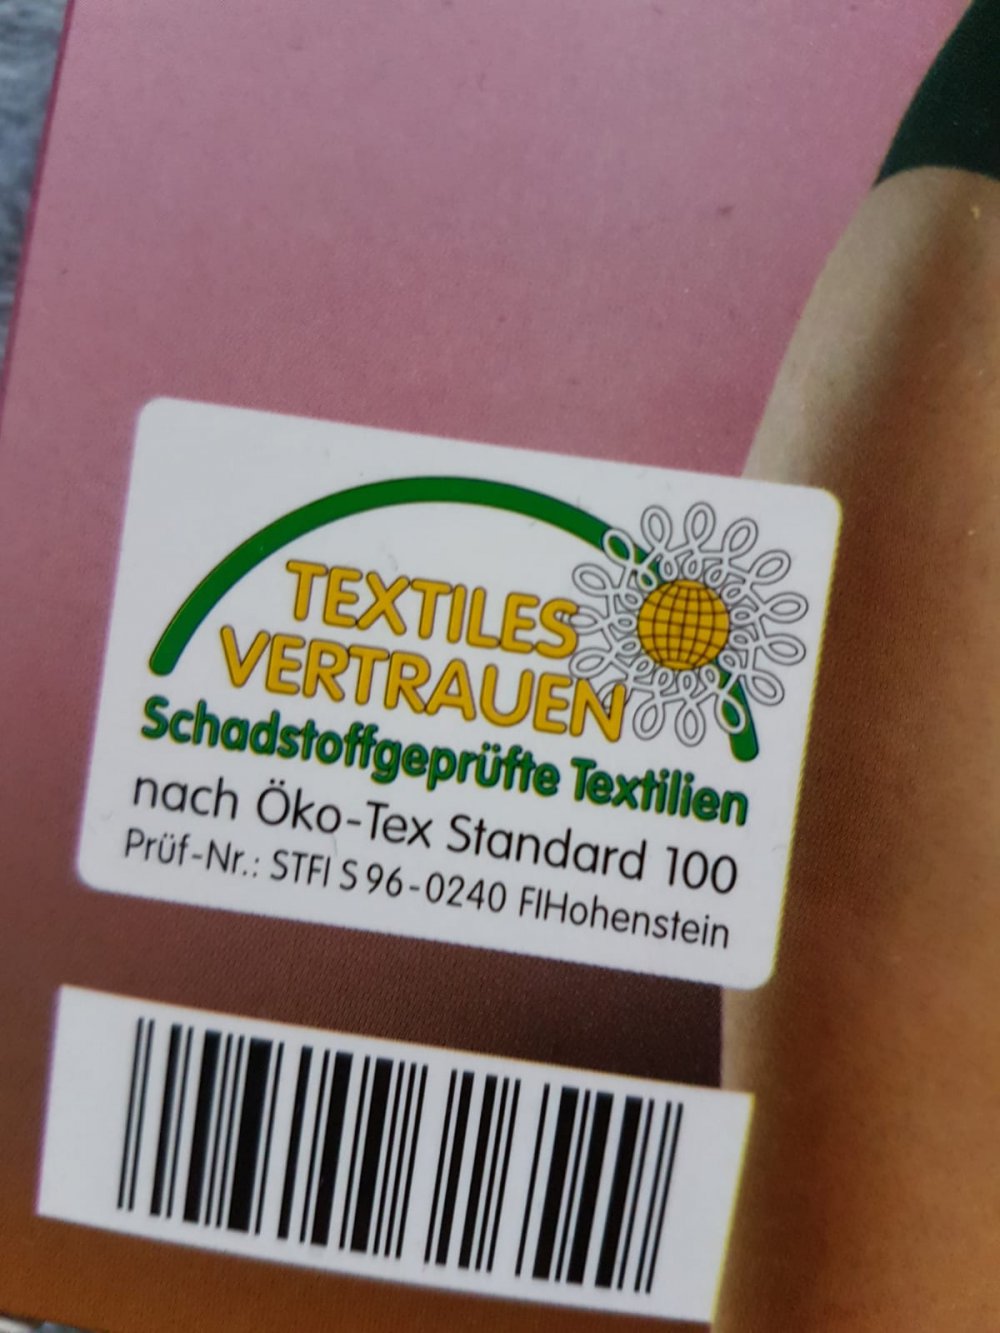 TEXTILES
VERTRAUEN
Schadstoffgeprüfte Textilien
nach Öko-Tex Standard 100
Prüf-Nr.: STFI S 96-0240 FIHohenstein